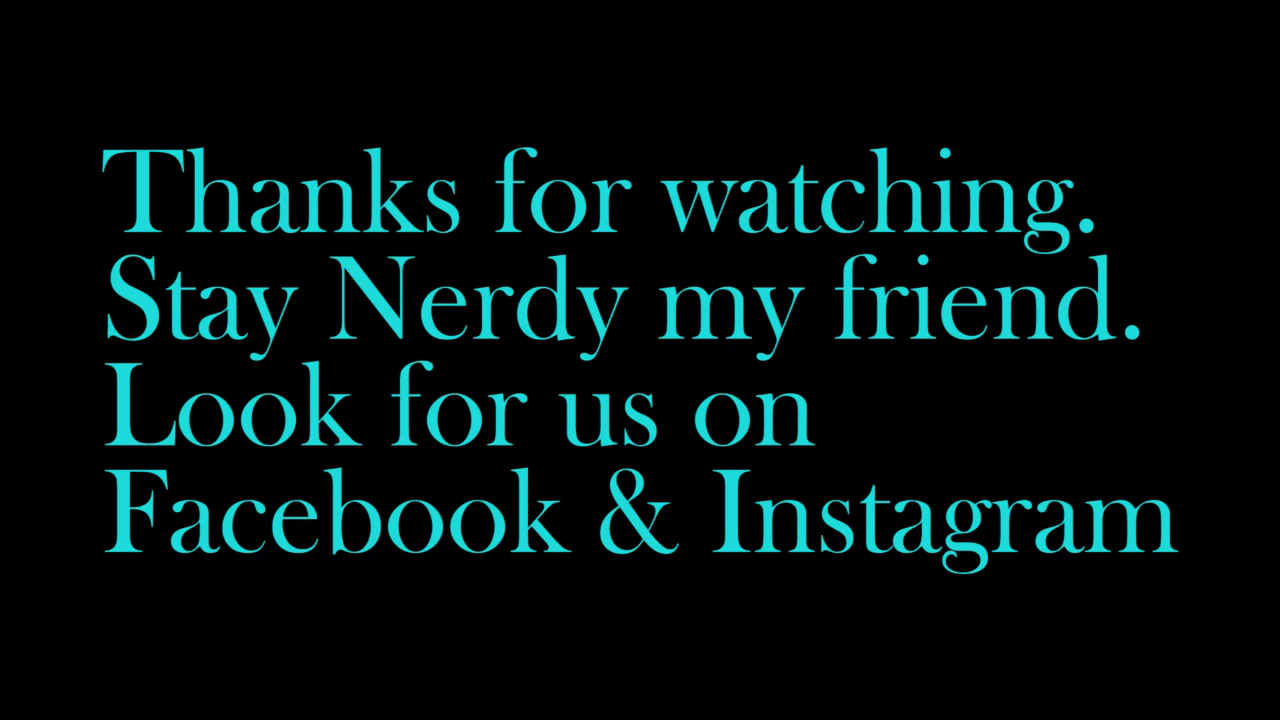 Thanks for watching.
Stay Nerdy my friend.
Look for us on
Facebook & Instagram